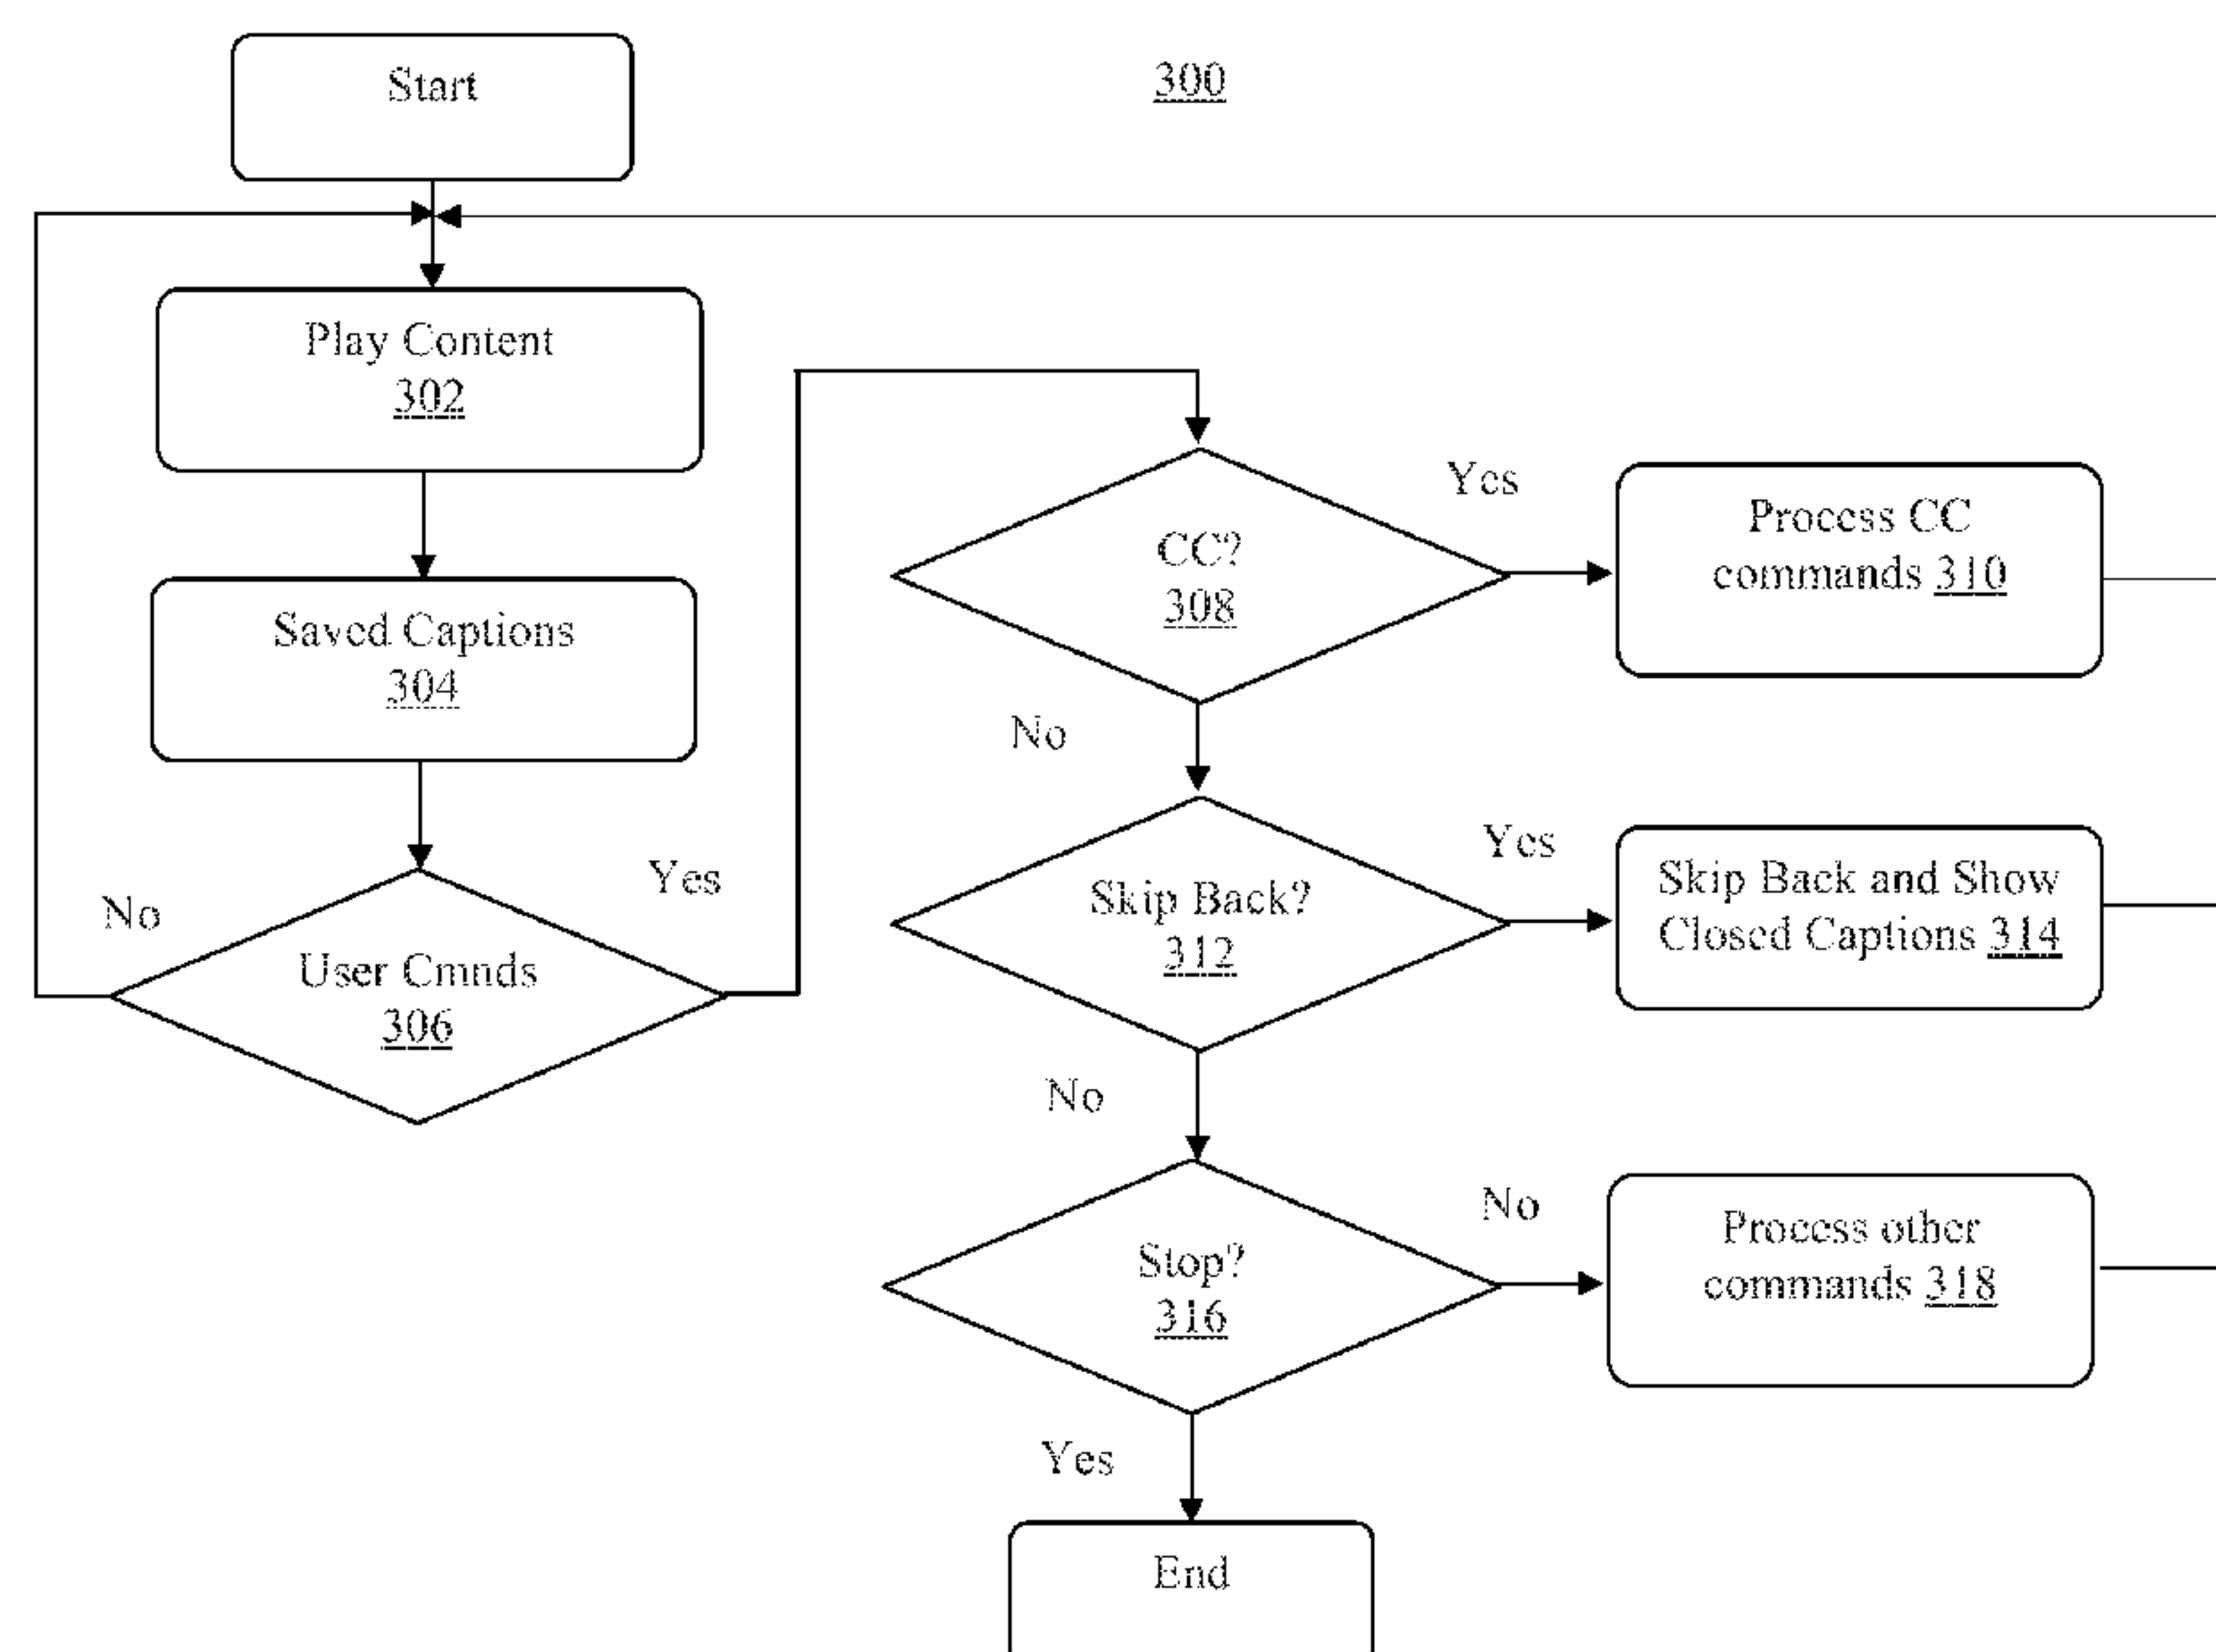 Start
300
Play Content
302
Saved Captions
304
No
Yes
User Cmnds
306
CC?
308
Yes
Process CC
commands 310
No
Skip Back?
312
Yes
Skip Back and Show
Closed Captions 314
No
Stop?
316
No
Process other
commands 318
Yes
End